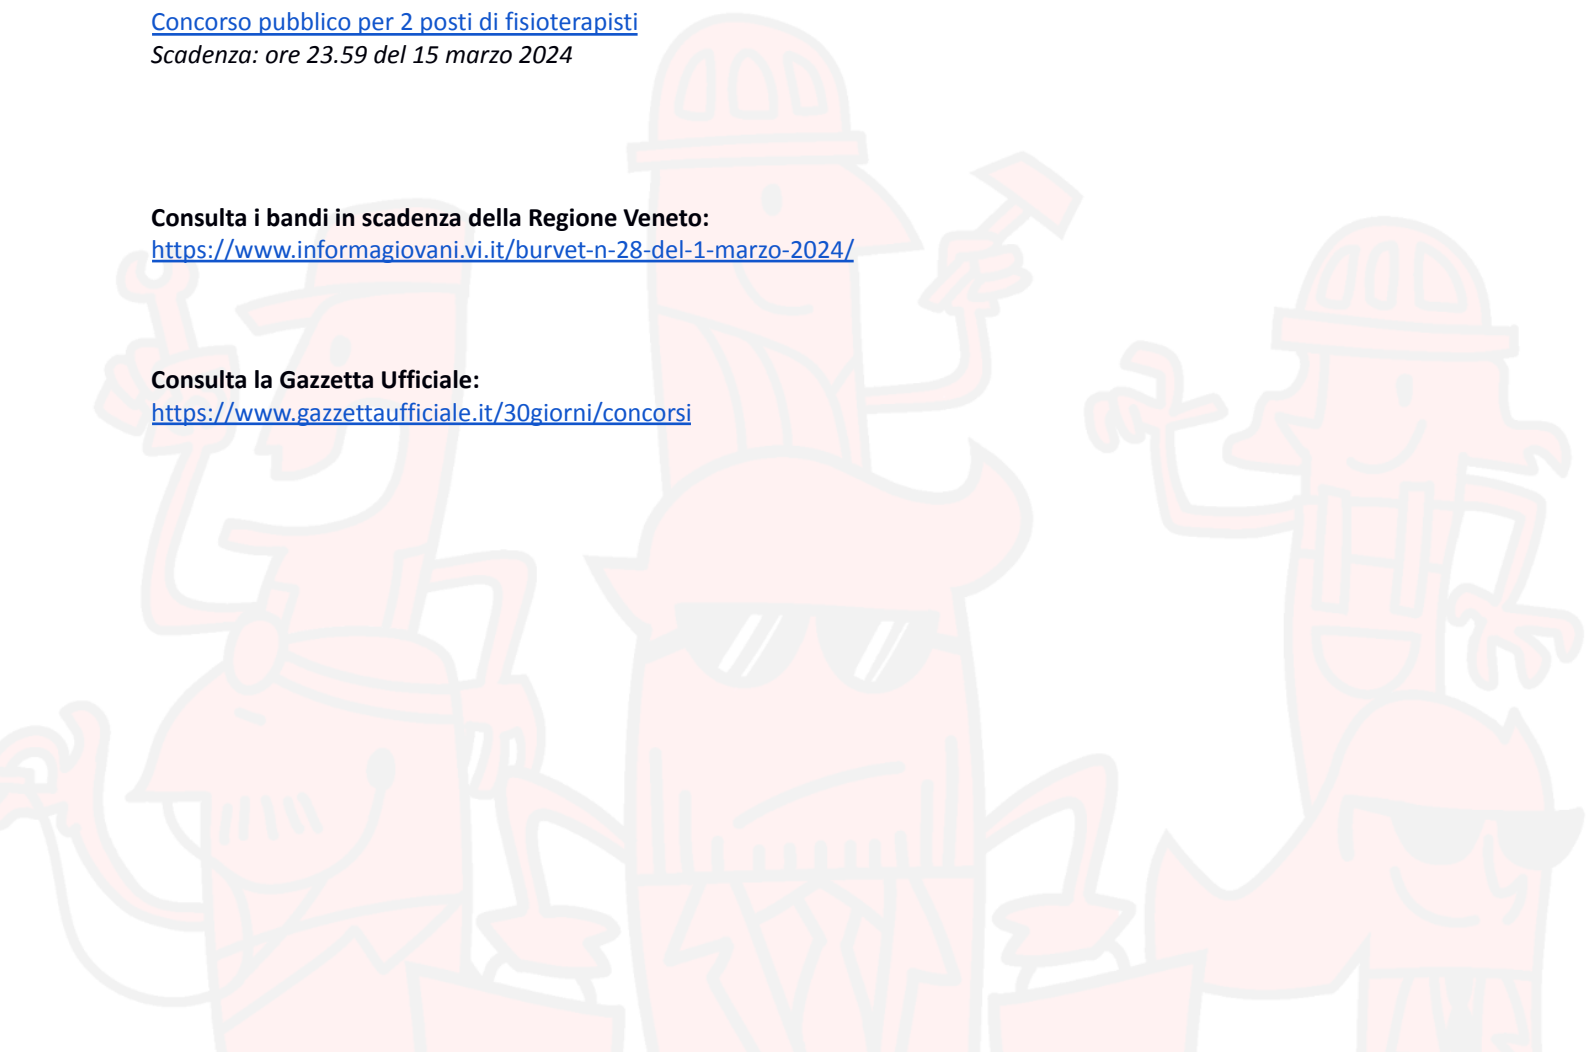 Concorso pubblico per 2 posti di fisioterapisti
Scadenza: ore 23.59 del 15 marzo 2024
Consulta i bandi in scadenza della Regione Veneto:
https://www.informagiovani.vi.it/burvet-n-28-del-1-marzo-2024/
Consulta la Gazzetta Ufficiale:
https://www.gazzettaufficiale.it/30giorni/concorsi